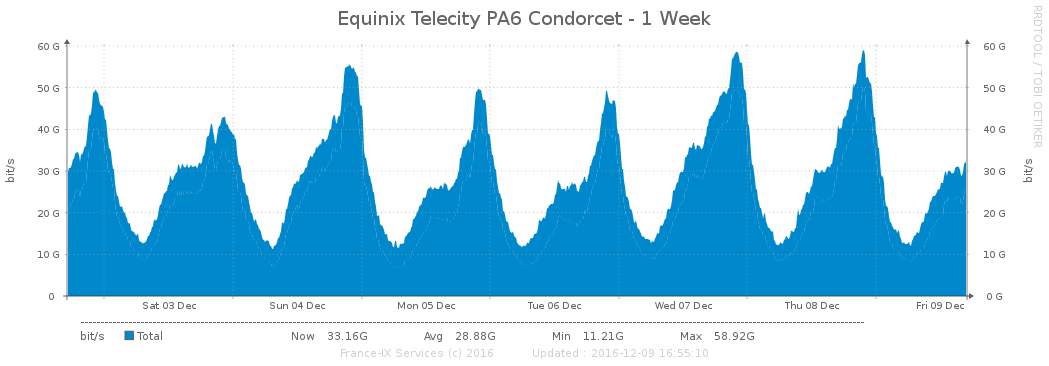 Equinix Telecity PA6 Condorcet - 1 Week
RRDTOOL / TOBI OETIKER
bit/s
60 G 60 G
50 G 50 G
40 G 40 G
30 G 30 G
20 G 20 G
10 G 10 G
0 0 G
bit/s
Sat 03 Dec Sun 04 Dec Mon 05 Dec Tue 06 Dec Wed 07 Dec Thu 08 Dec Fri 09 Dec
bit/s Total Now 33.16G Avg 28.88G Min 11.21G Max 58.92G
France-IX Services (c) 2016 Updated : 2016-12-09 16:55:10